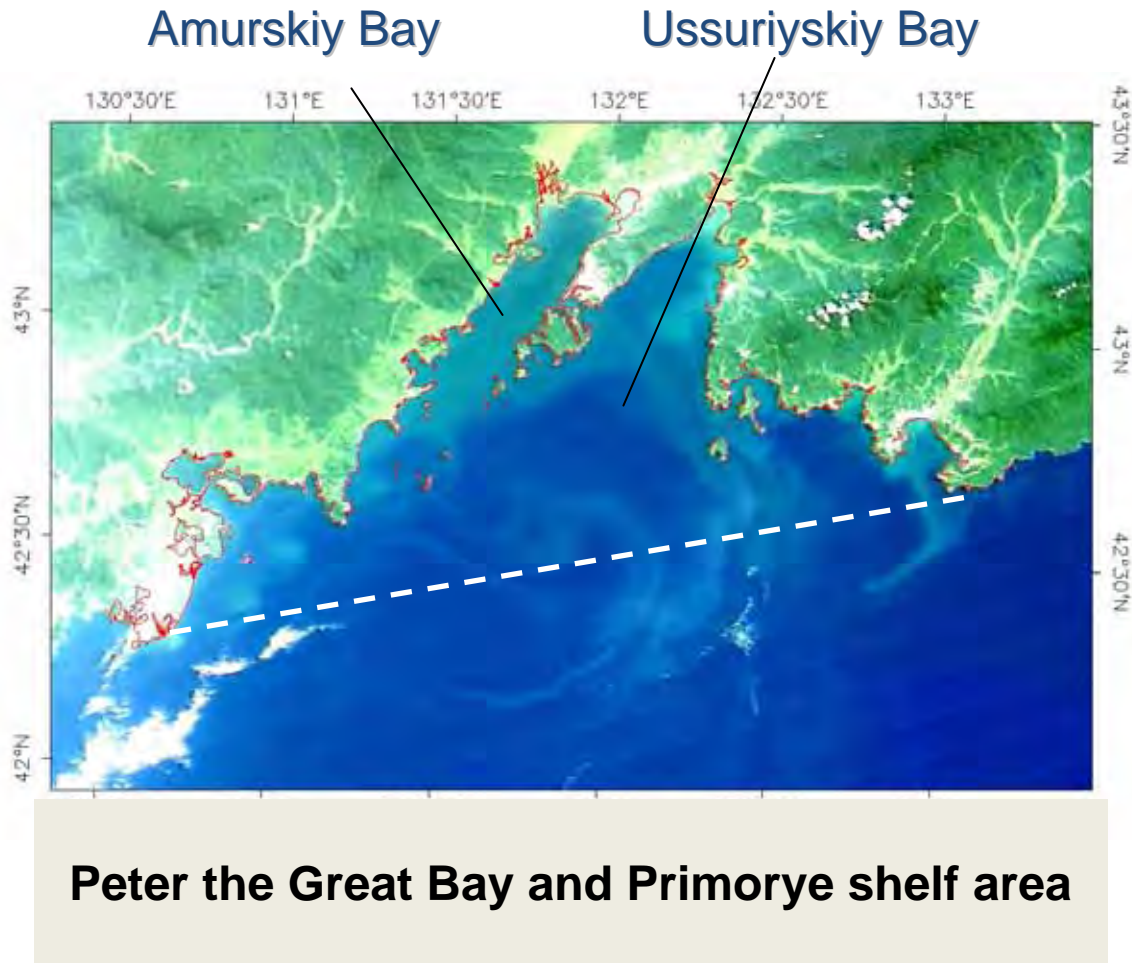 Amurskiy Bay Ussuriyskiy Bay
130°30'E 131°E 131°30'E 132°E 132°30'E 133°E
43°30'N
43°N
43°N
42°30'N
42°30'N
42°N
Peter the Great Bay and Primorye shelf area